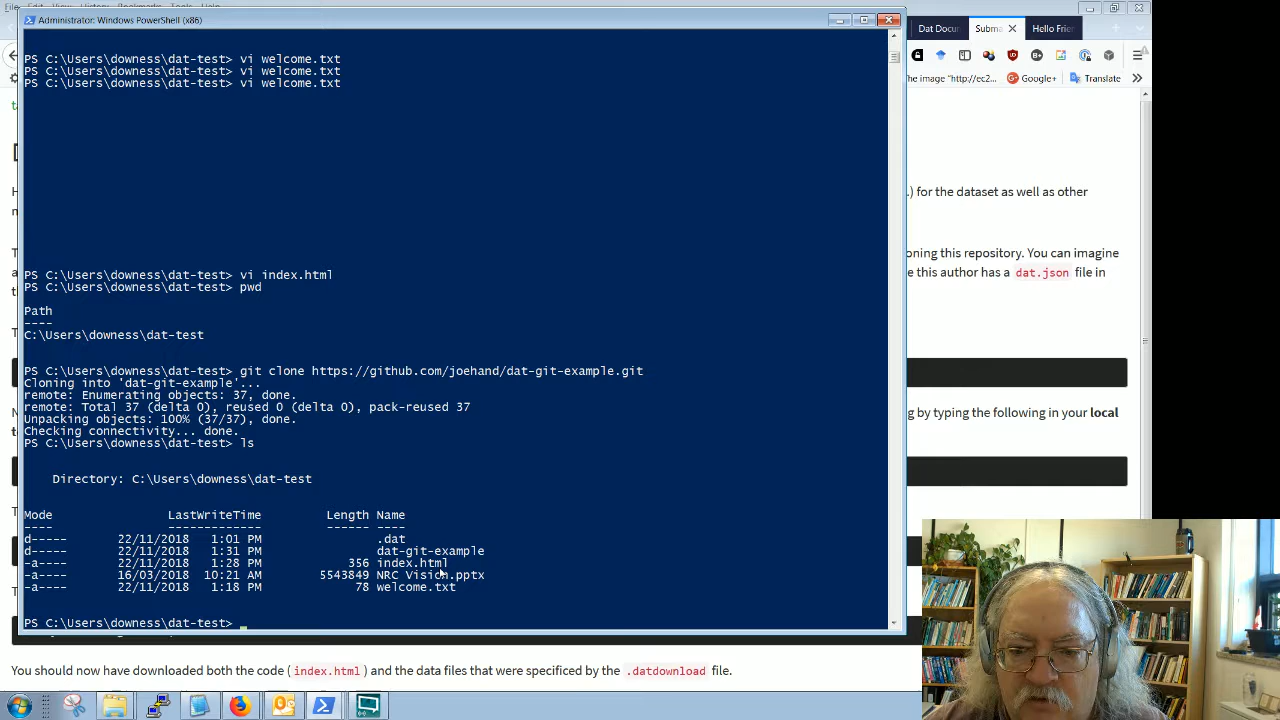 Administrator: Windows PowerShell (x86)
PS C:\Users\downess\dat-test> vi welcome.txt
PS C:\Users\downess\dat-test> vi welcome.txt
PS C:\Users\downess\dat-test> vi welcome.txt
PS C:\Users\downess\dat-test> vi index.html
PS C:\Users\downess\dat-test> pwd
Path
----
C:\Users\downess\dat-test
PS C:\Users\downess\dat-test> git clone https://github.com/joehand/dat-git-example.git
Cloning into 'dat-git-example'...
remote: Enumerating objects: 37, done.
remote: Total 37 (delta 0), reused 0 (delta 0), pack-reused 37
Unpacking objects: 100% (37/37), done.
Checking connectivity... done.
PS C:\Users\downess\dat-test> ls
Directory: C:\Users\downess\dat-test
Mode LastWriteTime Length Name
---- ------------- ------ ----
d----- 22/11/2018 1:01 PM .dat
d----- 22/11/2018 1:31 PM dat-git-example
-a---- 22/11/2018 1:28 PM 356 index.html
-a---- 16/03/2018 10:21 AM 5543849 NRC Vision.pptx
-a---- 22/11/2018 1:18 PM 78 welcome.txt
PS C:\Users\downess\dat-test>
Dat Docu Subma Hello Frie
he image "http://ec2... Google+ Translate
.) for the dataset as well as other
oning this repository. You can imagine
e this author has a dat.json file in
g by typing the following in your local
You should now have downloaded both the code ( index.html ) and the data files that were specificed by the .datdownload file.